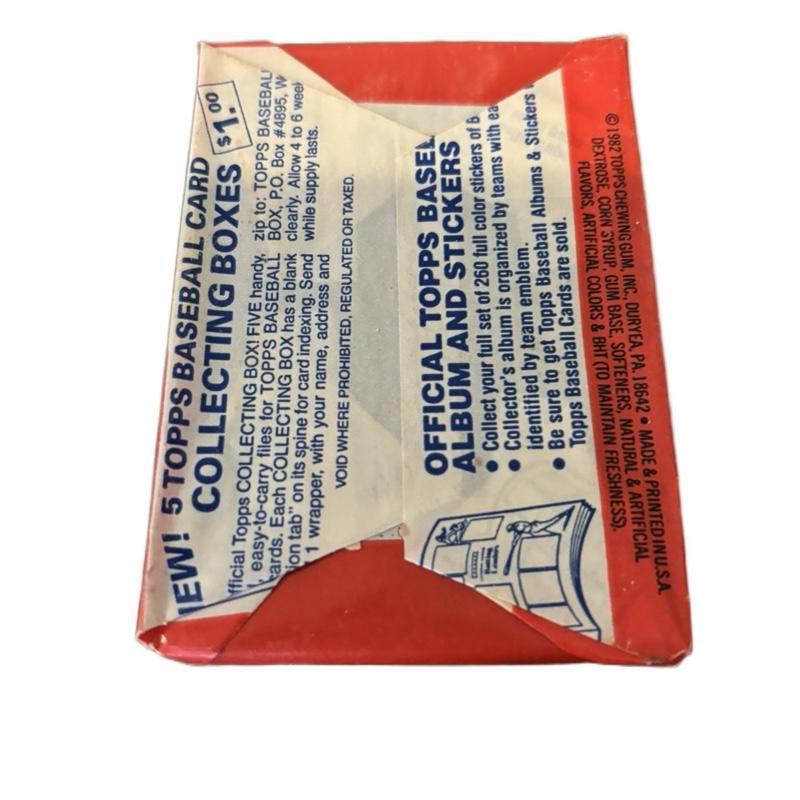 5 TOPPS BASEBALL CARD
COLLECTING BOXES
$1.00
Topps COLLECTING BOX! FIVE handy,
easy-to-carry files for TOPPS BASEBALL
Each COLLECTING BOX has a blank
tab" on its spine for card indexing. Send
1 wrapper, with your name, address and
zip to: TOPPS BASEBALL
BOX, P.O. Box #4895,
clearly. Allow 4 to 6
while supply lasts.
VOID WHERE PROHIBITED, REGULATED OR TAXED.
OFFICIAL TOPPS
ALBUM AND STICKERS
• Collect your full set of 260 full color stickers of
• Collector's album is organized by teams with
identified by team emblem.
• Be sure to get Topps Baseball Albums & Stickers
Topps Baseball Cards are sold.
© 1982 TOPPS CHEWING GUM, INC., DURYEA, PA. 18642 • MADE & PRINTED IN U.S.A.
DEXTROSE, CORN SYRUP, GUM BASE, SOFTENERS, NATURAL & ARTIFICIAL
FLAVORS, ARTIFICIAL COLORS & BHT (TO MAINTAIN FRESHNESS).